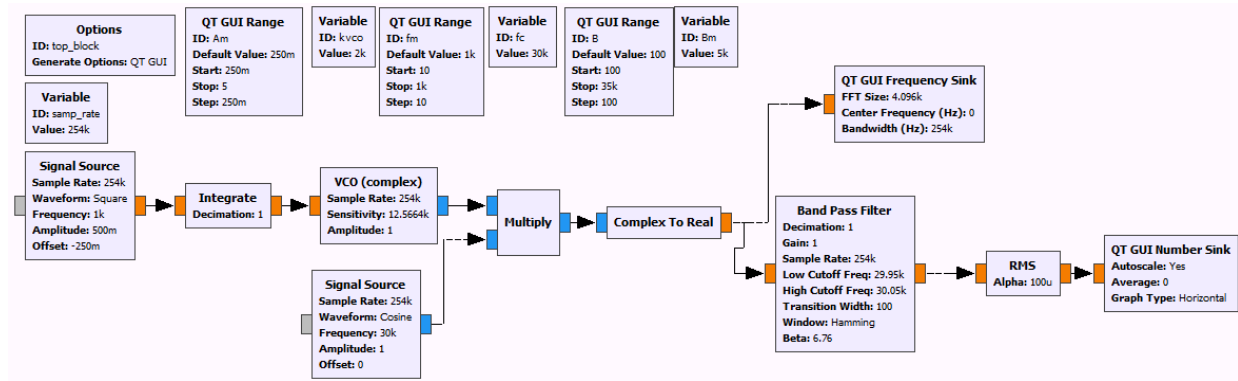 Options
ID: top_block
Generate Options: QT GUI
Variable
ID: samp_rate
Value: 254k
QT GUI Range
ID: Am
Default Value: 250m
Start: 250m
Stop: 5
Step: 250m
Variable
ID: kvco
Value: 2k
QT GUI Range
ID: fm
Default Value: 1k
Start: 10
Stop: 1k
Step: 10
Variable
ID: fc
Value: 30k
QT GUI Range
ID: B
Default Value: 100
Start: 100
Stop: 35k
Step: 100
Variable
ID: Bm
Value: 5k
QT GUI Frequency Sink
FFT Size: 4.096k
Center Frequency (Hz): 0
Bandwidth (Hz): 254k
Signal Source
Sample Rate: 254k
Waveform: Square
Frequency: 1k
Amplitude: 500m
Offset: -250m
Integrate
Decimation: 1
VCO (complex)
Sample Rate: 254k
Sensitivity: 12.5664k
Amplitude: 1
Multiply
Complex To Real
Signal Source
Sample Rate: 254k
Waveform: Cosine
Frequency: 30k
Amplitude: 1
Offset: 0
Band Pass Filter
Decimation: 1
Gain: 1
Sample Rate: 254k
Low Cutoff Freq: 29.95k
High Cutoff Freq: 30.05k
Transition Width: 100
Window: Hamming
Beta: 6.76
RMS
Alpha: 100u
QT GUI Number Sink
Autoscale: Yes
Average: 0
Graph Type: Horizontal